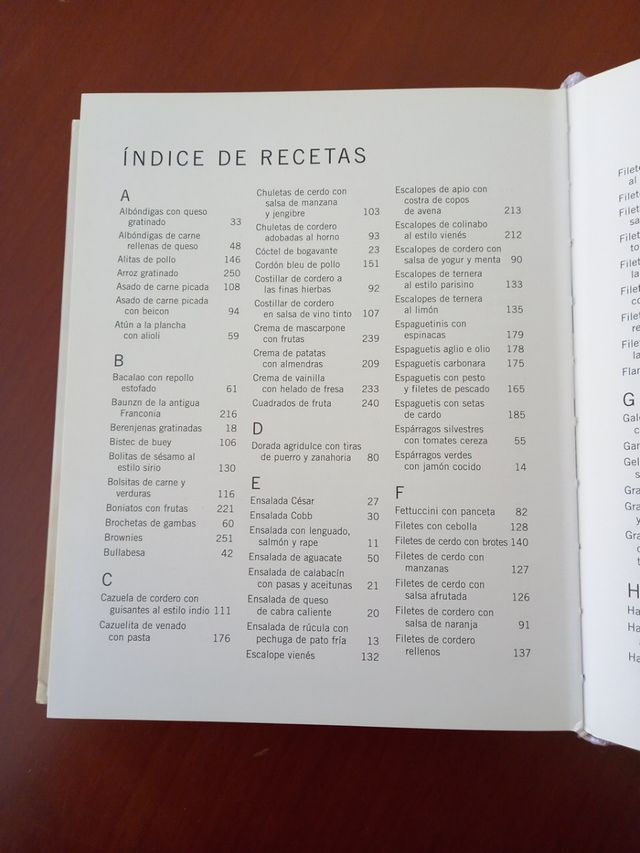 ÍNDICE DE RECETAS
A
Albóndigas con queso
gratinado 33
Albóndigas de carne
rellenas de queso 48
Alitas de pollo 146
Arroz gratinado 250
Asado de carne picada 108
Asado de carne picada
con beicon 94
Atún a la plancha
con alioli 59
B
Bacalao con repollo
estofado 61
Baunzn de la antigua
Franconia 216
Berenjenas gratinadas 18
Bistec de buey 106
Bolitas de sésamo al
estilo sirio 130
Bolsitas de carne y
verduras 116
Boniatos con frutas 221
Brochetas de gambas 60
Brownies 251
Bullabesa 42
C
Cazuela de cordero con
guisantes al estilo indio 111
Cazuelita de venado
con pasta 176
Chuletas de cerdo con
salsa de manzana
y jengibre 103
Chuletas de cordero
adobadas al horno 93
Cóctel de bogavante 23
Cordón bleu de pollo 151
Costillar de cordero a
las finas hierbas 92
Costillar de cordero
en salsa de vino tinto 107
Crema de mascarpone
con frutas 239
Crema de patatas
con almendras 209
Crema de vainilla
con helado de fresa 233
Cuadrados de fruta 240
D
Dorada agridulce con tiras
de puerro y zanahoria 80
E
Ensalada César 27
Ensalada Cobb 30
Ensalada con lenguado,
salmón y rape 11
Ensalada de aguacate 50
Ensalada de calabacín
con pasas y aceitunas 21
Ensalada de queso
de cabra caliente 20
Ensalada de rúcula con
pechuga de pato fría 13
Escalope vienés 132
Escalopes de apio con
costra de copos
de avena 213
Escalopes de colinabo
al estilo vienés 212
Escalopes de cordero con
salsa de yogur y menta 90
Escalopes de ternera
al estilo parisino 133
Escalopes de ternera
al limón 135
Espaguetinis con
espinacas 179
Espaguetis aglio e olio 178
Espaguetis carbonara 175
Espaguetis con pesto
y filetes de pescado 165
Espaguetis con setas
de cardo 185
Espárragos silvestres
con tomates cereza 55
Espárragos verdes
con jamón cocido 14
F
Fettuccini con panceta 82
Filetes con cebolla 128
Filetes de cerdo con brotes 140
Filetes de cerdo con
manzanas 127
Filetes de cerdo con
salsa afrutada 126
Filetes de cordero con
salsa de naranja 91
Filetes de cordero
rellenos 137
G
H